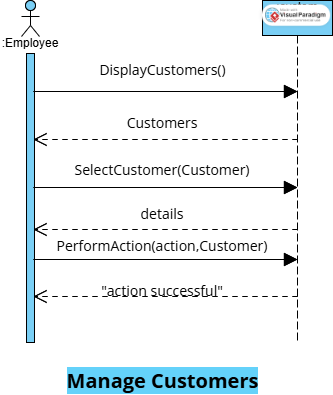 :Employee
Visual Paradigm
DisplayCustomers()
Customers
SelectCustomer(Customer)
details
PerformAction(action,Customer)
"action successful"
Manage Customers